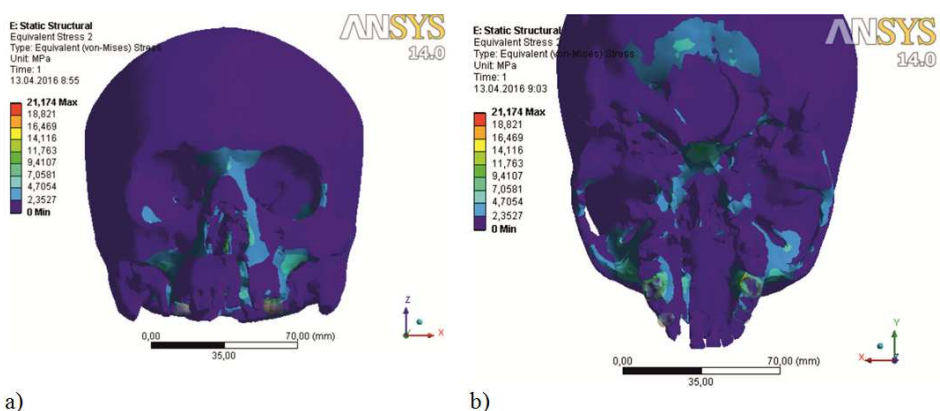 E: Static Structural
Equivalent Stress 2
Type: Equivalent (von-Mises) Stress
Unit: MPa
Time: 1
13.04.2016 8:55
21,174 Max
18,821
16,469
14,116
11,763
9,4107
7,0581
4,7054
2,3527
0 Min
ANSYS
14.0
Z
X
0,00
70,00 (mm)
35,00
a)
E: Static Structural
Equivalent Stress 2
Type: Equivalent (von-Mises) Stress
Unit: MPa
Time: 1
13.04.2016 9:03
21,174 Max
18,821
16,469
14,116
11,763
9,4107
7,0581
4,7054
2,3527
0 Min
ANSYS
14.0
Y
X
Z
0,00
70,00 (mm)
35,00
b)